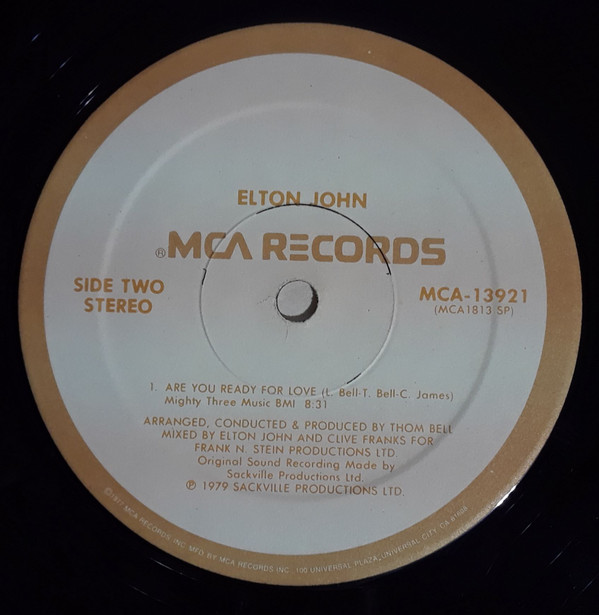 ELTON JOHN
®MCA RECORDS
SIDE TWO
STEREO
MCA-13921
(MCA1813 SP)
1. ARE YOU READY FOR LOVE (L. Bell-T. Bell-C. James)
Mighty Three Music BMI 8:31
ARRANGED, CONDUCTED & PRODUCED BY THOM BELL
MIXED BY ELTON JOHN AND CLIVE FRANKS FOR
FRANK N. STEIN PRODUCTIONS LTD.
Original Sound Recording Made by
Sackville Productions Ltd.
℗ 1979 SACKVILLE PRODUCTIONS LTD.
©1977 MCA RECORDS, INC. MFD. BY MCA RECORDS INC. 100 UNIVERSAL PLAZA, UNIVERSAL CITY, CA 91608